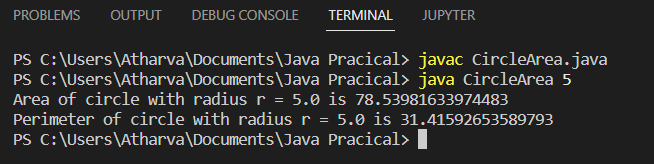 PROBLEMS OUTPUT DEBUG CONSOLE TERMINAL JUPYTER
PS C:\Users\Atharva\Documents\Java Pracical> javac CircleArea.java
PS C:\Users\Atharva\Documents\Java Pracical> java CircleArea 5
Area of circle with radius r = 5.0 is 78.53981633974483
Perimeter of circle with radius r = 5.0 is 31.41592653589793
PS C:\Users\Atharva\Documents\Java Pracical>